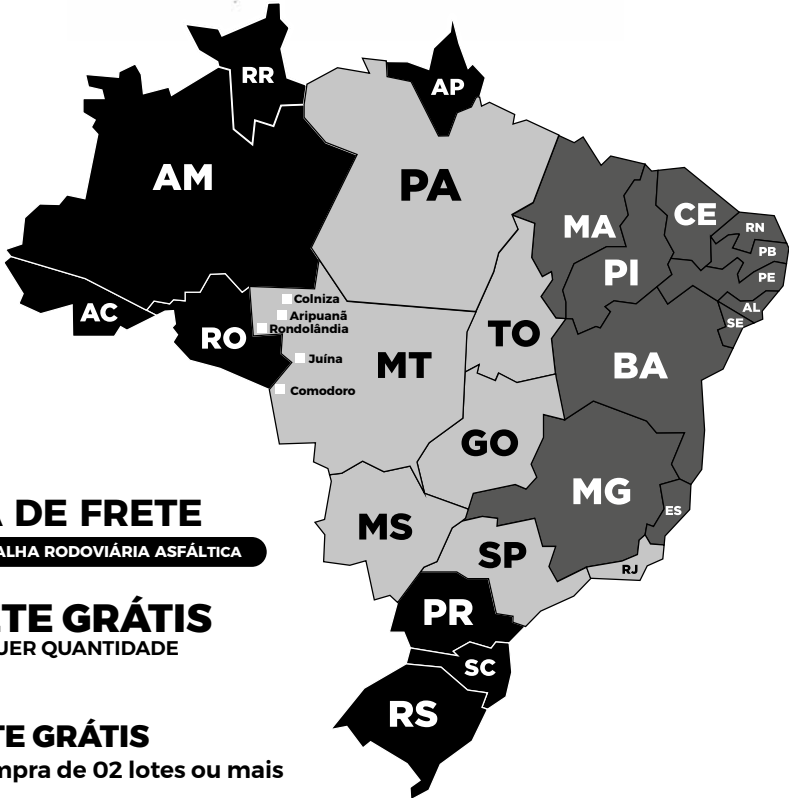 RR
AP
AM
PA
MA
CE
RN
PB
PI
PE
AL
SE
AC
RO
Colniza
Aripuanã
Rondolândia
Juína
Comodoro
MT
TO
BA
GO
MG
ES
MS
SP
RJ
PR
SC
RS
DE FRETE
ALHA RODOVIÁRIA ASFÁLTICA
TE GRÁTIS
UER QUANTIDADE
TE GRÁTIS
mpra de 02 lotes ou mais